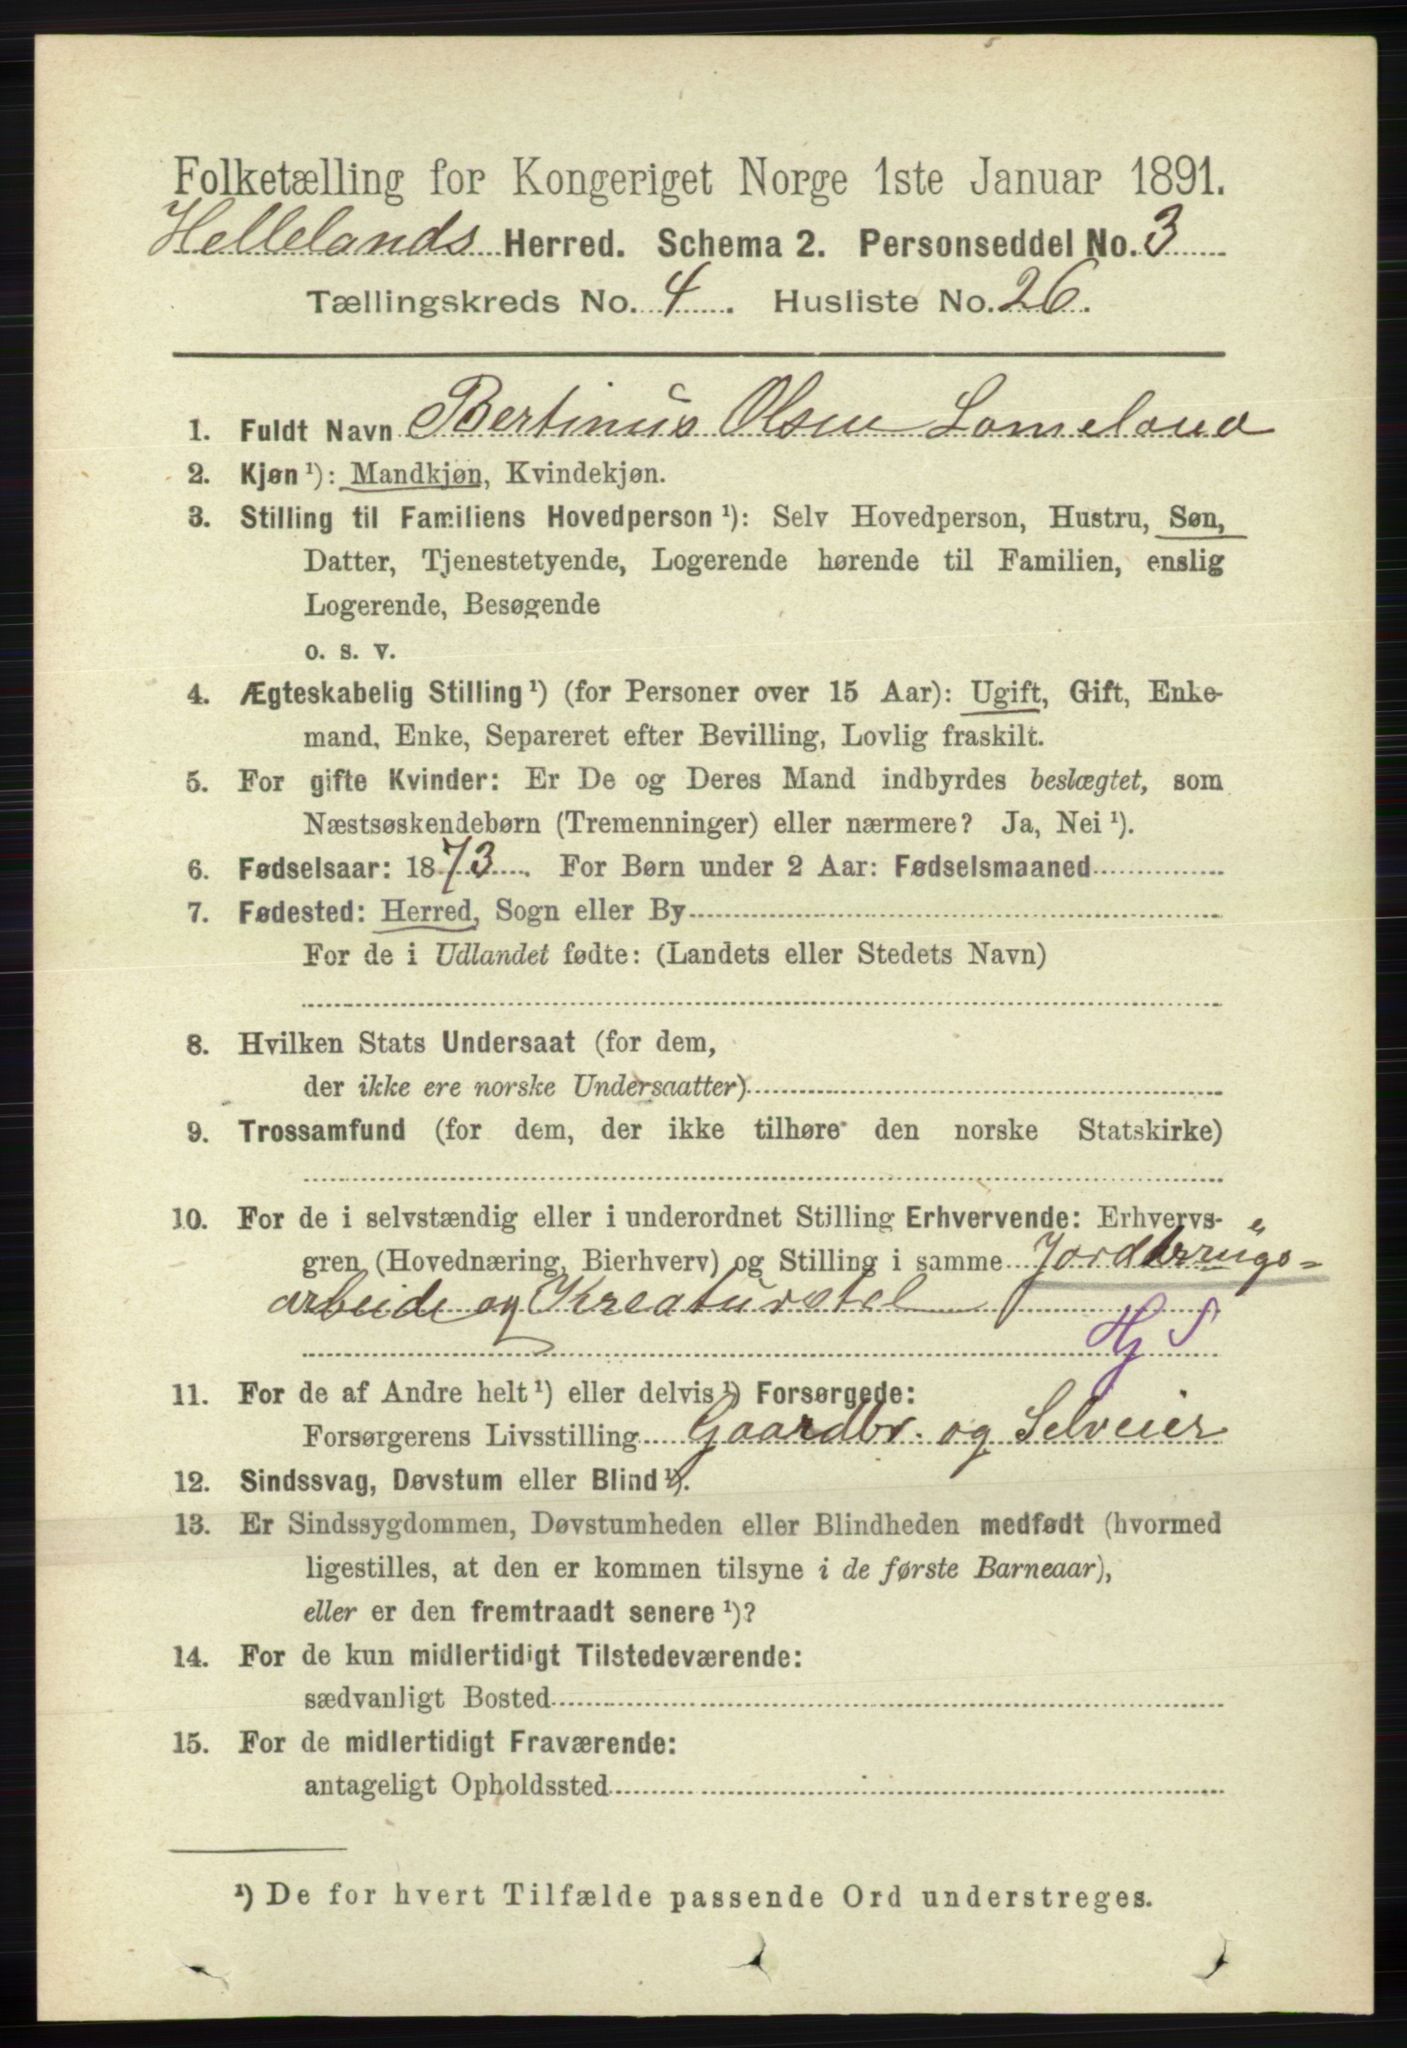 Folketælling for Kongeriget Norge 1ste Januar 1891.
Hellelands Herred. Schema 2. Personseddel No. 3
Tællingskreds No. 4. Husliste No. 26.
1. Fuldt Navn Bertinus Olsen Lomeland
2. Kjøn ¹): Mandkjøn, Kvindekjøn.
3. Stilling til Familiens Hovedperson ¹): Selv Hovedperson, Hustru, Søn,
Datter, Tjenestetyende, Logerende hørende til Familien, enslig
Logerende, Besøgende
o. s. v.
4. Ægteskabelig Stilling ¹) (for Personer over 15 Aar): Ugift, Gift, Enke-
mand, Enke, Separeret efter Bevilling, Lovlig fraskilt.
5. For gifte Kvinder: Er De og Deres Mand indbyrdes beslægtet, som
Næstsøskendebørn (Tremenninger) eller nærmere? Ja, Nei ¹).
6. Fødselsaar: 1873. For Børn under 2 Aar: Fødselsmaaned
7. Fødested: Herred, Sogn eller By
For de i Udlandet fødte: (Landets eller Stedets Navn)
8. Hvilken Stats Undersaat (for dem,
der ikke ere norske Undersaatter)
9. Trossamfund (for dem, der ikke tilhøre den norske Statskirke)
10. For de i selvstændig eller i underordnet Stilling Erhvervende: Erhvervs-
gren (Hovednæring, Bierhverv) og Stilling i samme Jordbrugs-
arbeide og Kreaturstel
Hj S
11. For de af Andre helt ¹) eller delvis ¹) Forsørgede:
Forsørgerens Livsstilling Gaardbr. og Selveier
12. Sindssvag, Døvstum eller Blind ¹).
13. Er Sindssygdommen, Døvstumheden eller Blindheden medfødt (hvormed
ligestilles, at den er kommen tilsyne i de første Barneaar),
eller er den fremtraadt senere ¹)?
14. For de kun midlertidigt Tilstedeværende:
sædvanligt Bosted
15. For de midlertidigt Fraværende:
antageligt Opholdssted
¹) De for hvert Tilfælde passende Ord understreges.